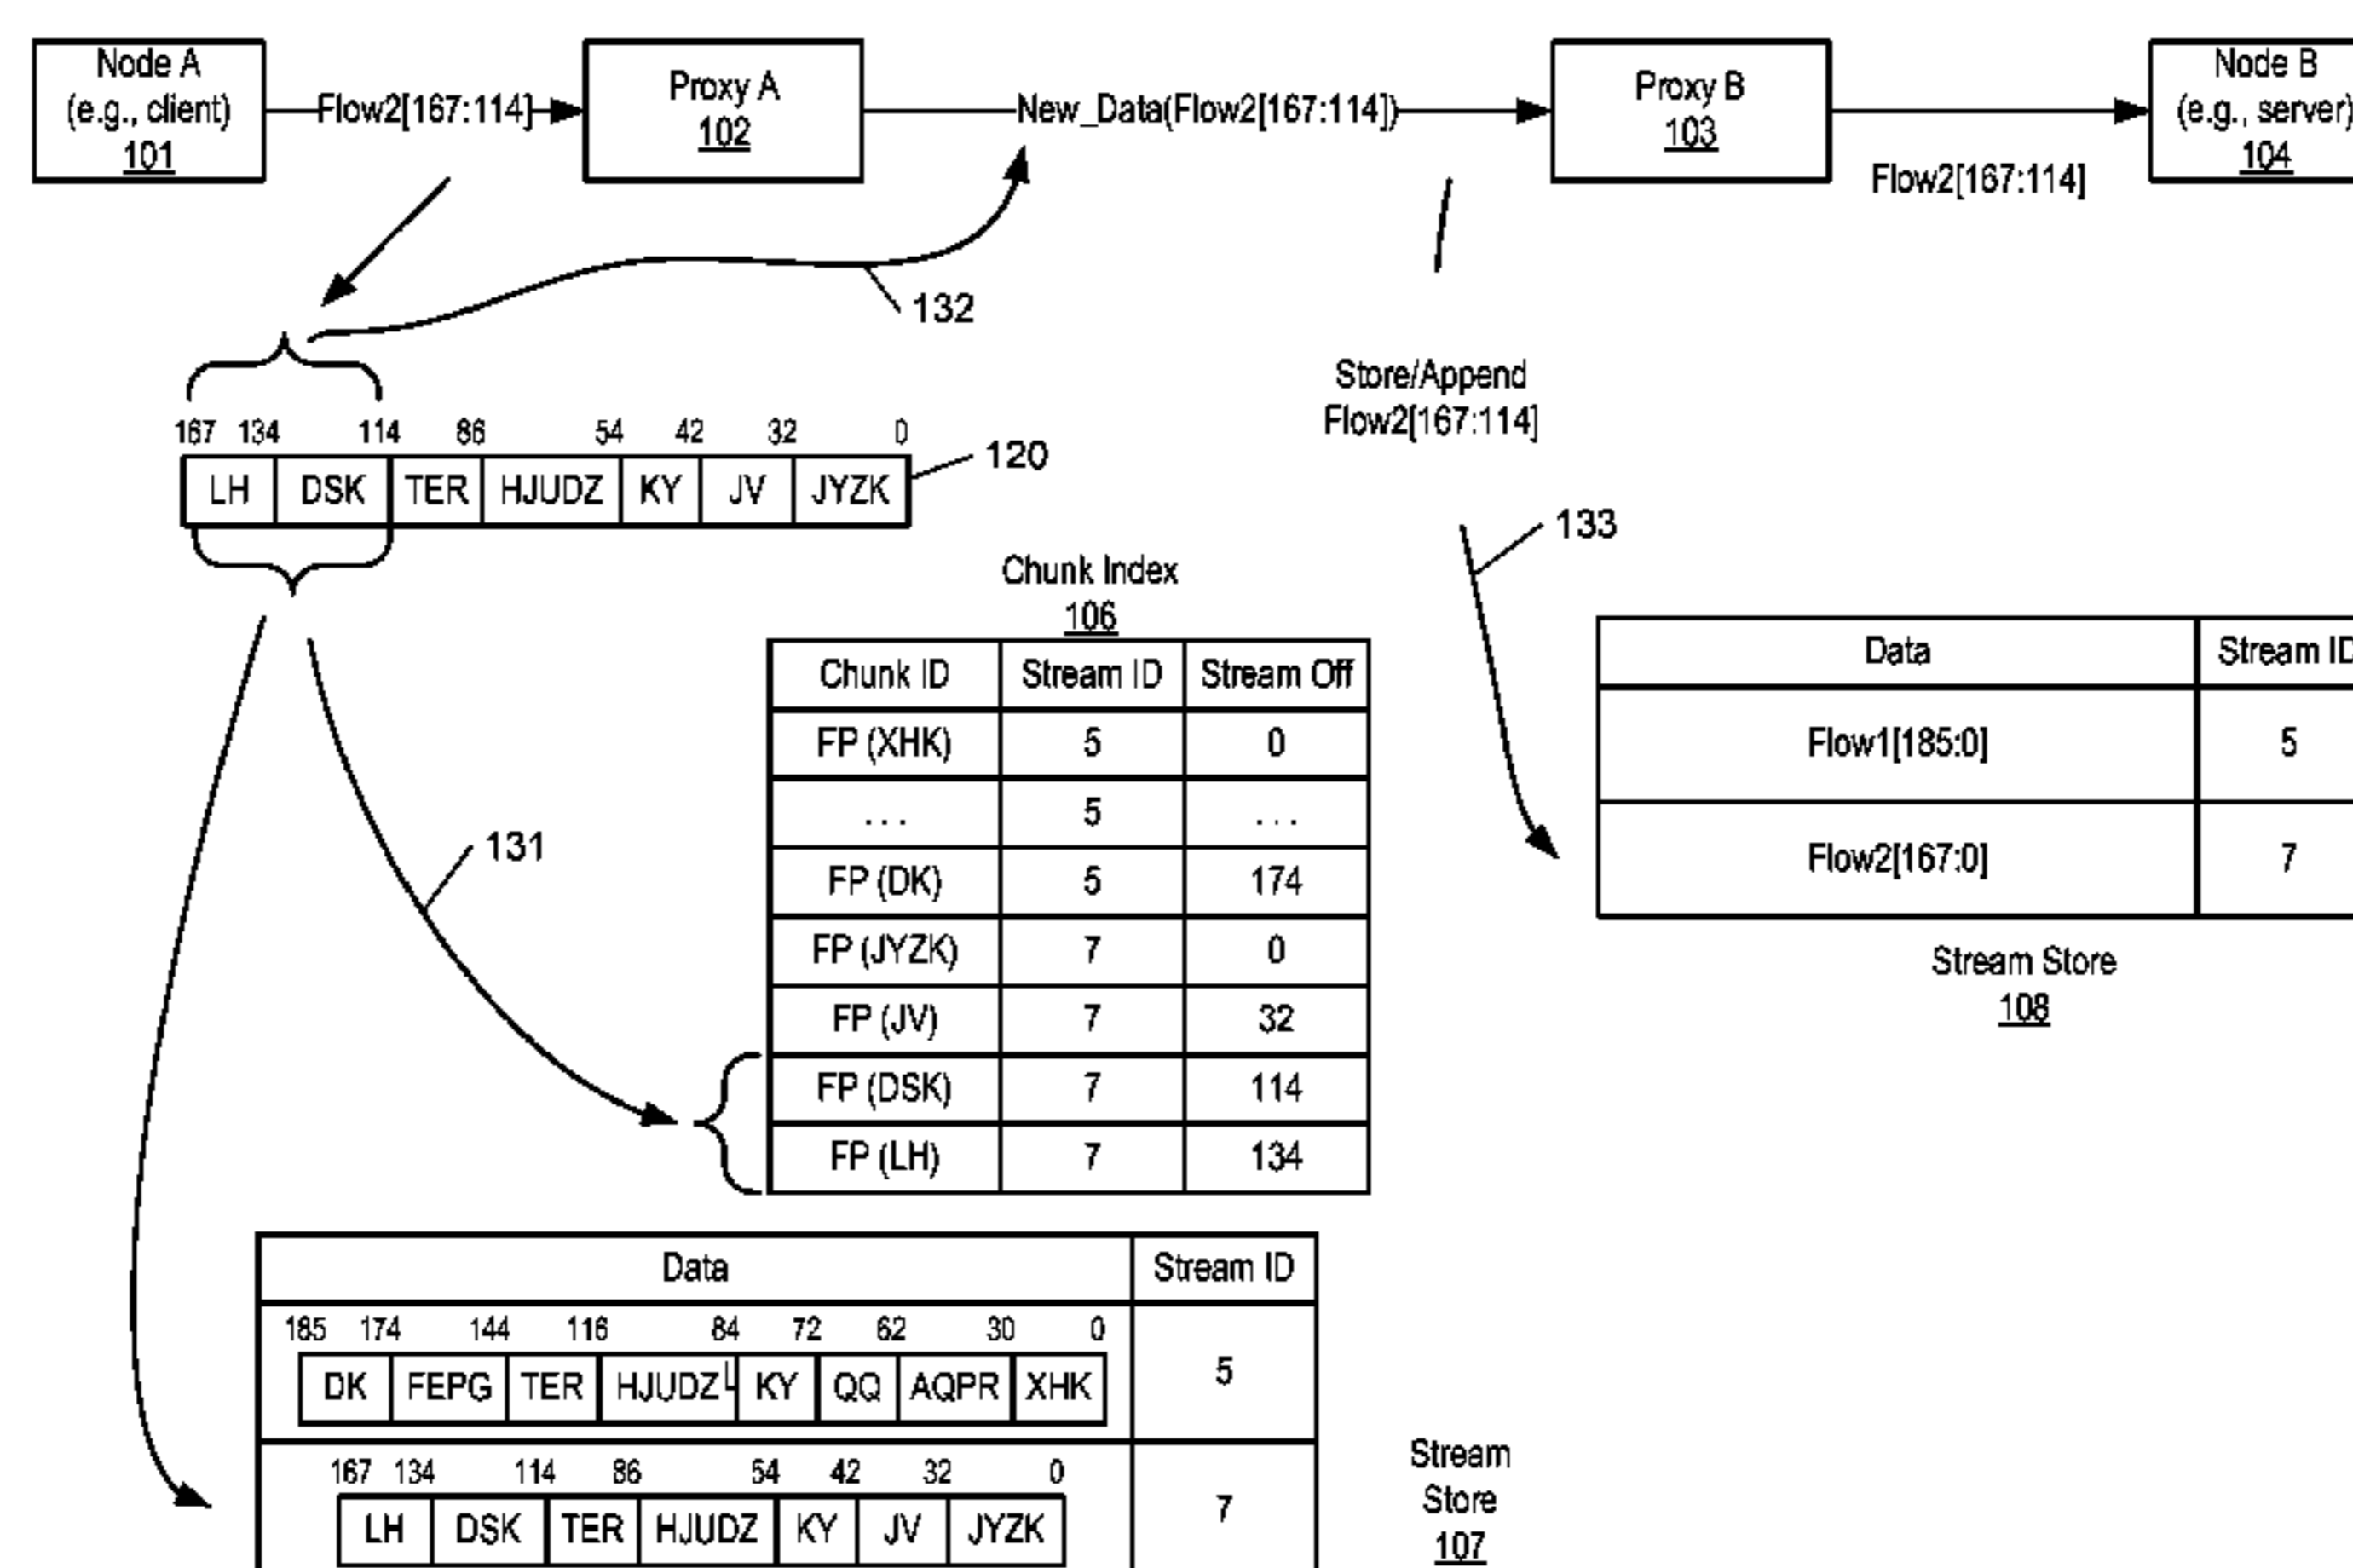 Node A
(e.g., client)
101
Flow2[167:114]
Proxy A
102
New_Data(Flow2[167:114])
Proxy B
103
Flow2[167:114]
Node B
(e.g., server)
104
132
Store/Append
Flow2[167:114]
167 134 114 86 54 42 32 0
120
LH DSK TER HJUDZ KY JV JYZK
133
Chunk Index
106
Chunk ID Stream ID Stream Off
FP (XHK) 5 0
. . . 5 . . .
FP (DK) 5 174
FP (JYZK) 7 0
FP (JV) 7 32
FP (DSK) 7 114
FP (LH) 7 134
131
Data Stream ID
Flow1[185:0] 5
Flow2[167:0] 7
Stream Store
108
Data Stream ID
185 174 144 116 84 72 62 30 0
DK FEPG TER HJUDZ KY QQ AQPR XHK
5
167 134 114 86 54 42 32 0
LH DSK TER HJUDZ KY JV JYZK
7
Stream
Store
107